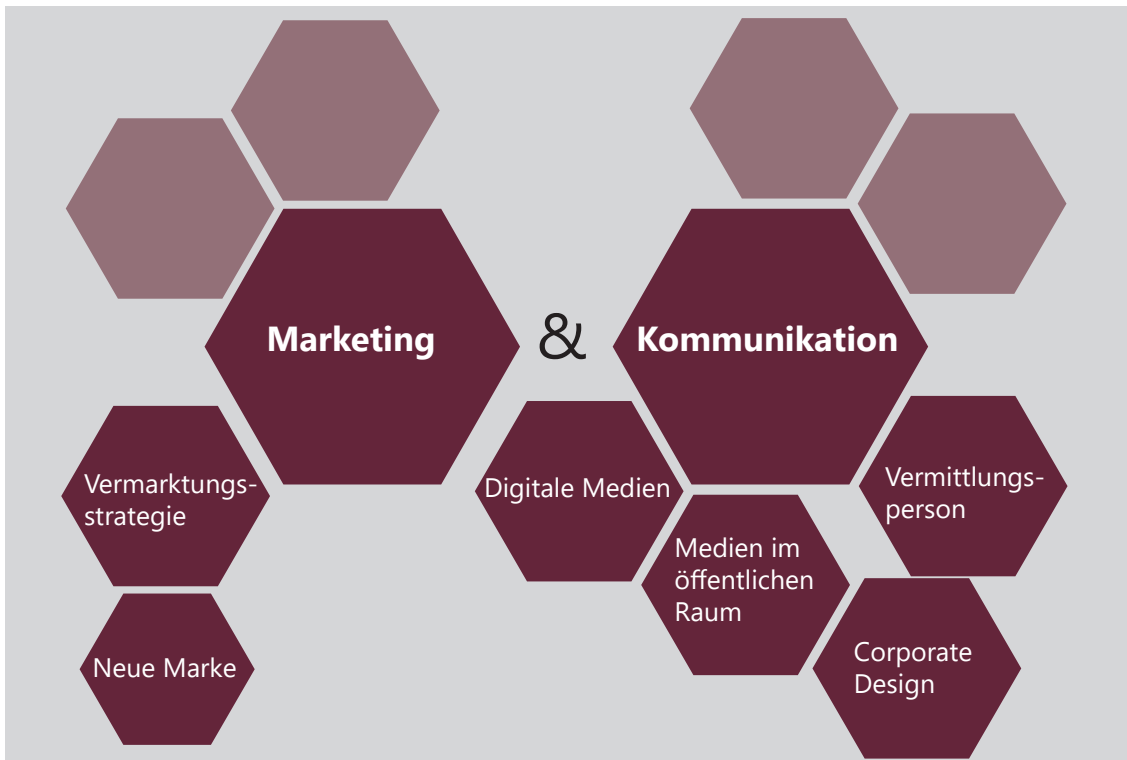 Marketing
&
Kommunikation
Vermarktungs-
strategie
Neue Marke
Digitale Medien
Medien im
öffentlichen
Raum
Vermittlungs-
person
Corporate
Design